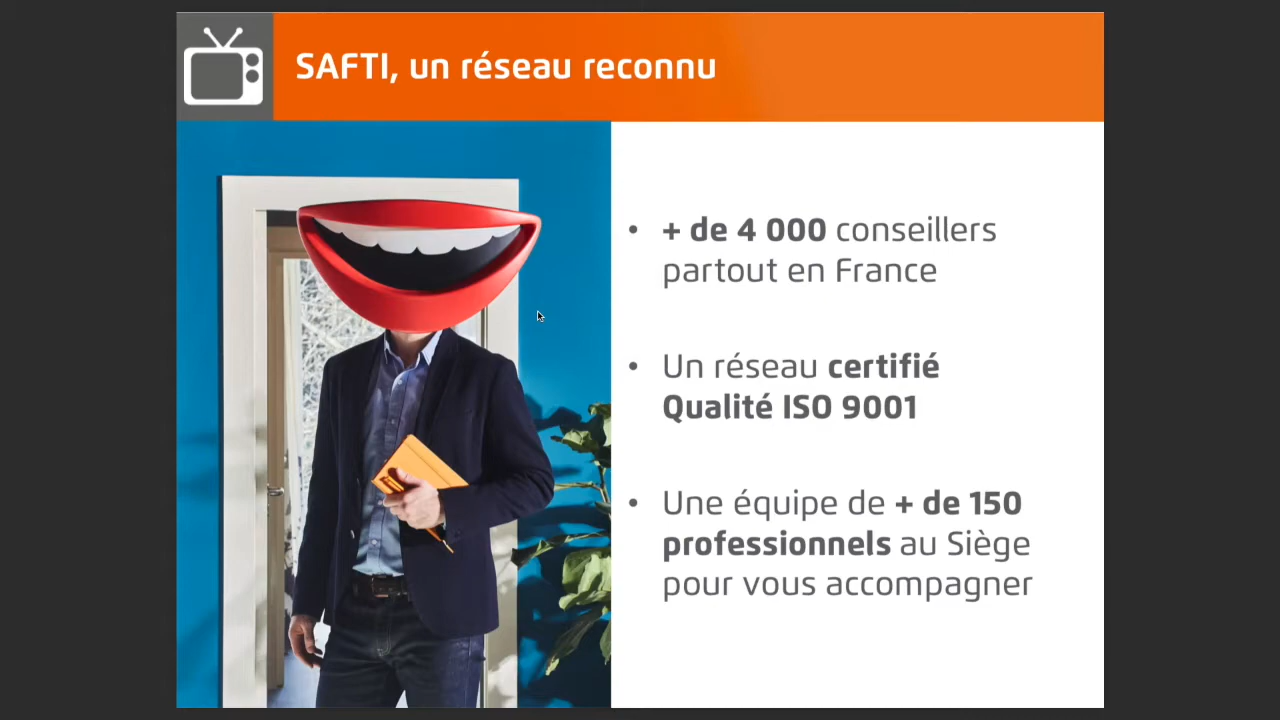 SAFTI, un réseau reconnu
• + de 4 000 conseillers
partout en France
• Un réseau certifié
Qualité ISO 9001
• Une équipe de + de 150
professionnels au Siège
pour vous accompagner